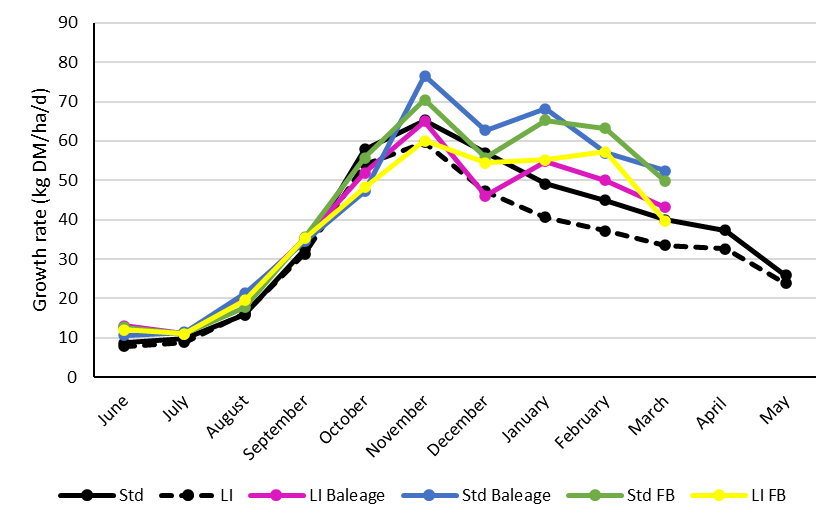 Growth rate (kg DM/ha/d)
90
80
70
60
50
40
30
20
10
0
June
July
August
September
October
November
December
January
February
March
April
May
Std
LI
LI Baleage
Std Baleage
Std FB
LI FB